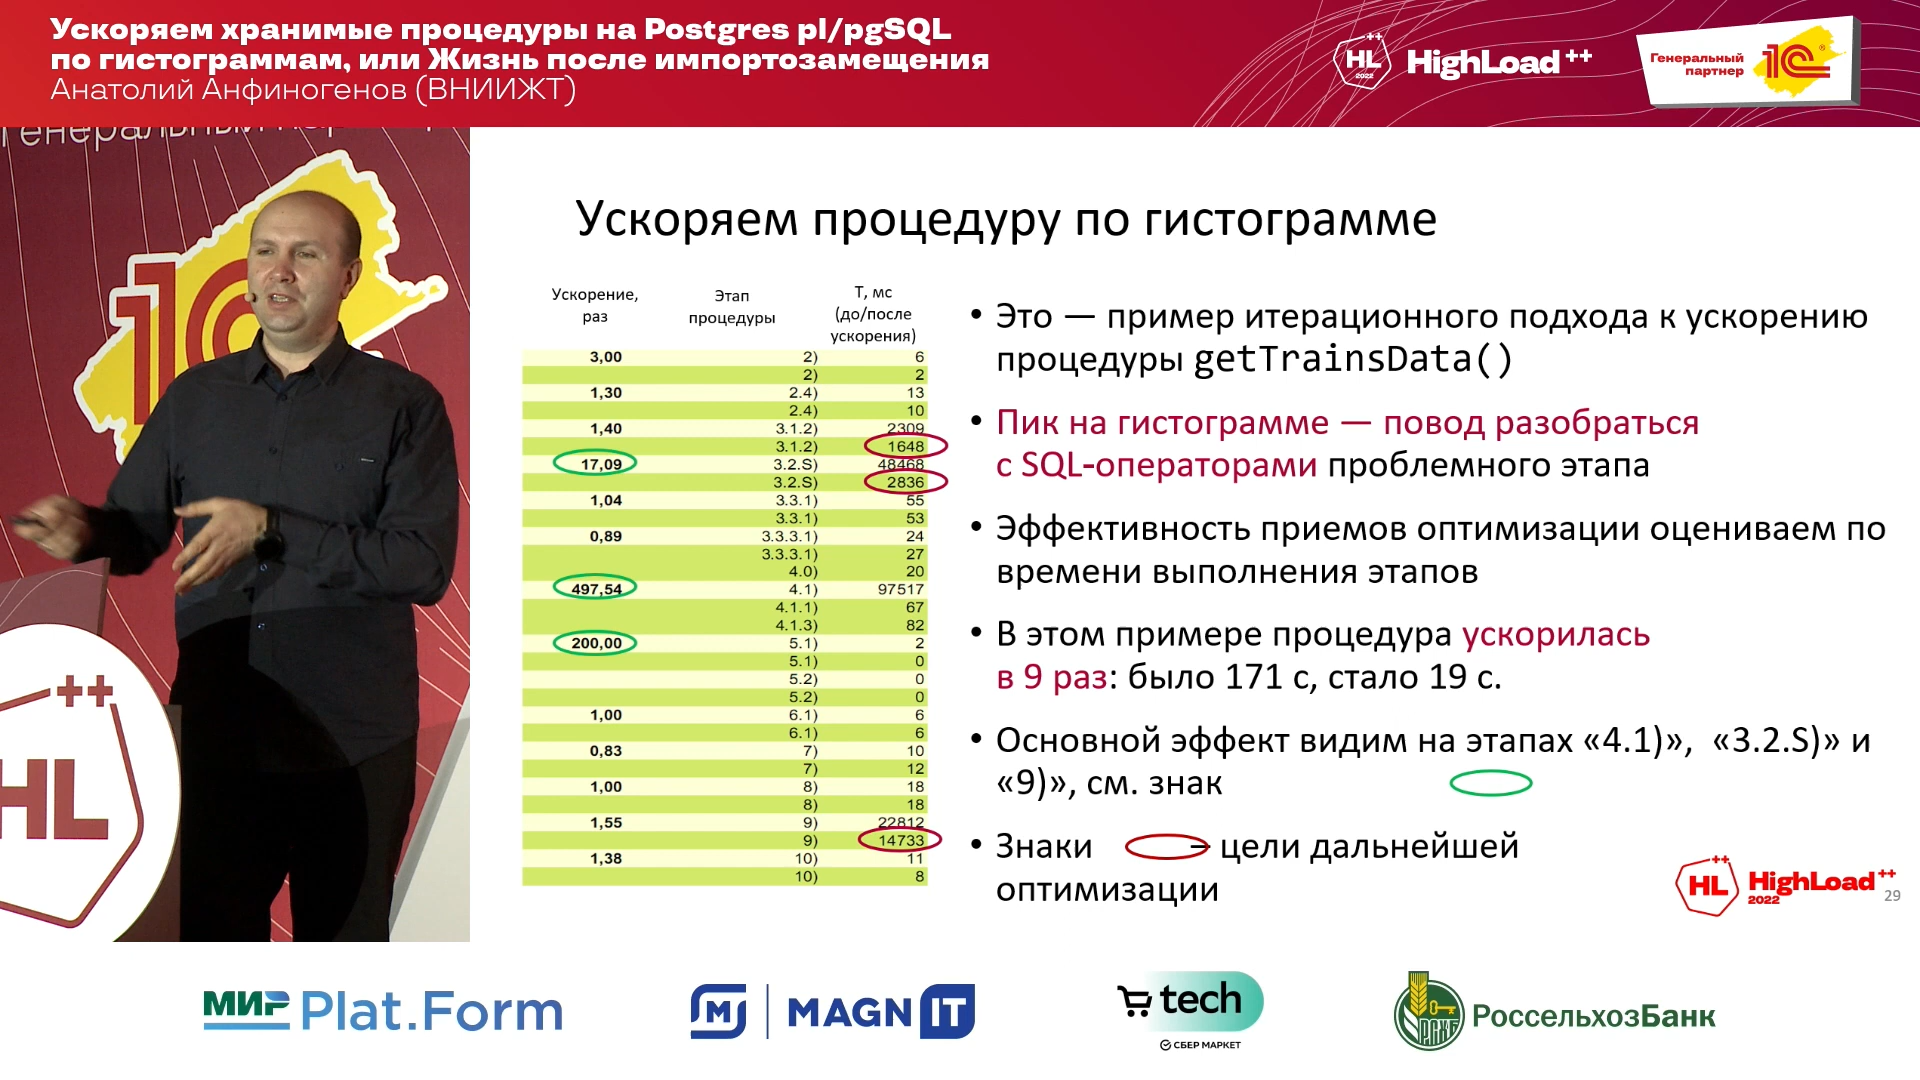 Ускоряем хранимые процедуры на Postgres pl/pgSQL
по гистограммам, или Жизнь после импортозамещения
Анатолий Анфиногенов (ВНИИЖТ)
HL
++
2022
HighLoad ++
Генеральный
партнер
1С
®
1С
++
HL
Ускоряем процедуру по гистограмме
Ускорение,
раз
Этап
процедуры
Т, мс
(до/после
ускорения)
3,00 2) 6
2) 2
1,30 2.4) 13
2.4) 10
1,40 3.1.2) 2309
3.1.2) 1648
17,09 3.2.S) 48468
3.2.S) 2836
1,04 3.3.1) 55
3.3.1) 53
0,89 3.3.3.1) 24
3.3.3.1) 27
4.0) 20
497,54 4.1) 97517
4.1.1) 67
4.1.3) 82
200,00 5.1) 2
5.1) 0
5.2) 0
5.2) 0
1,00 6.1) 6
6.1) 6
0,83 7) 10
7) 12
1,00 8) 18
8) 18
1,55 9) 22812
9) 14733
1,38 10) 11
10) 8
• Это — пример итерационного подхода к ускорению
процедуры getTrainsData()
• Пик на гистограмме — повод разобраться
с SQL-операторами проблемного этапа
• Эффективность приемов оптимизации оцениваем по
времени выполнения этапов
• В этом примере процедура ускорилась
в 9 раз: было 171 с, стало 19 с.
• Основной эффект видим на этапах «4.1)», «3.2.S)» и
«9)», см. знак
• Знаки – цели дальнейшей
оптимизации
HL
++
HighLoad ++
2022
29
МИР Plat.Form
M MAGNIT
tech
СБЕР МАРКЕТ
РСХБ
РоссельхозБанк